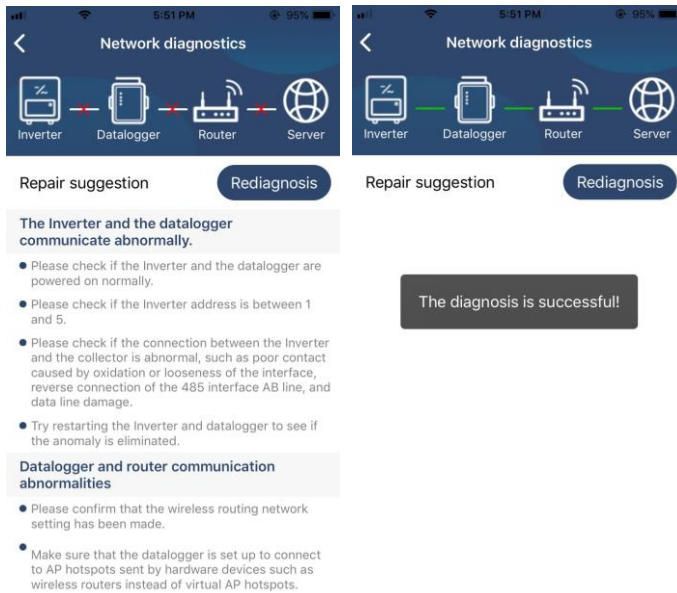 5:51 PM
95%
Network diagnostics
Inverter Datalogger Router Server
Repair suggestion
Rediagnosis
The Inverter and the datalogger
communicate abnormally.
Please check if the Inverter and the datalogger are
powered on normally.
Please check if the Inverter address is between 1
and 5.
Please check if the connection between the Inverter
and the collector is abnormal, such as poor contact
caused by oxidation or looseness of the interface,
reverse connection of the 485 interface AB line, and
data line damage.
Try restarting the Inverter and datalogger to see if
the anomaly is eliminated.
Datalogger and router communication
abnormalities
Please confirm that the wireless routing network
setting has been made.
Make sure that the datalogger is set up to connect
to AP hotspots sent by hardware devices such as
wireless routers instead of virtual AP hotspots.
5:51 PM
95%
Network diagnostics
Inverter Datalogger Router Server
Repair suggestion
Rediagnosis
The diagnosis is successful!